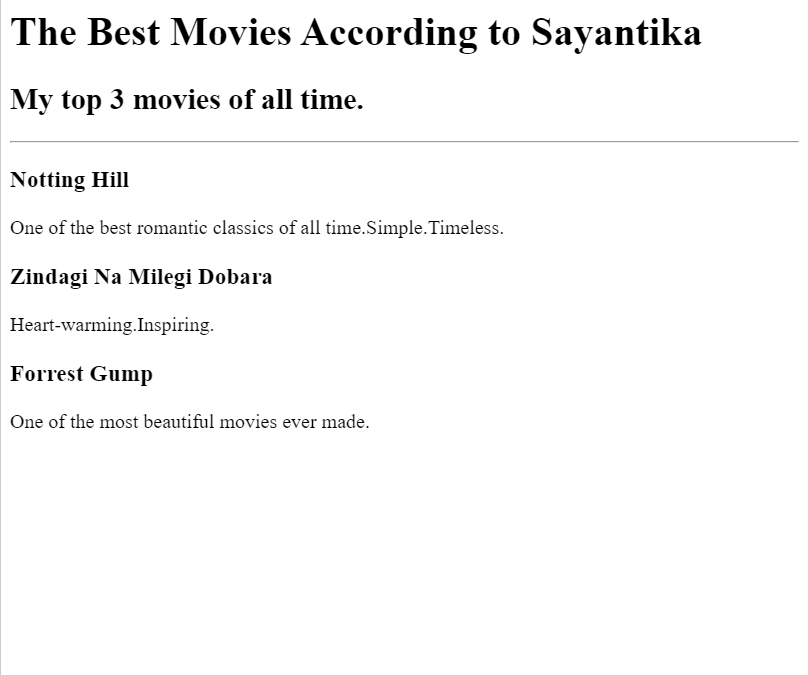 The Best Movies According to Sayantika
My top 3 movies of all time.
Notting Hill
One of the best romantic classics of all time.Simple.Timeless.
Zindagi Na Milegi Dobara
Heart-warming.Inspiring.
Forrest Gump
One of the most beautiful movies ever made.